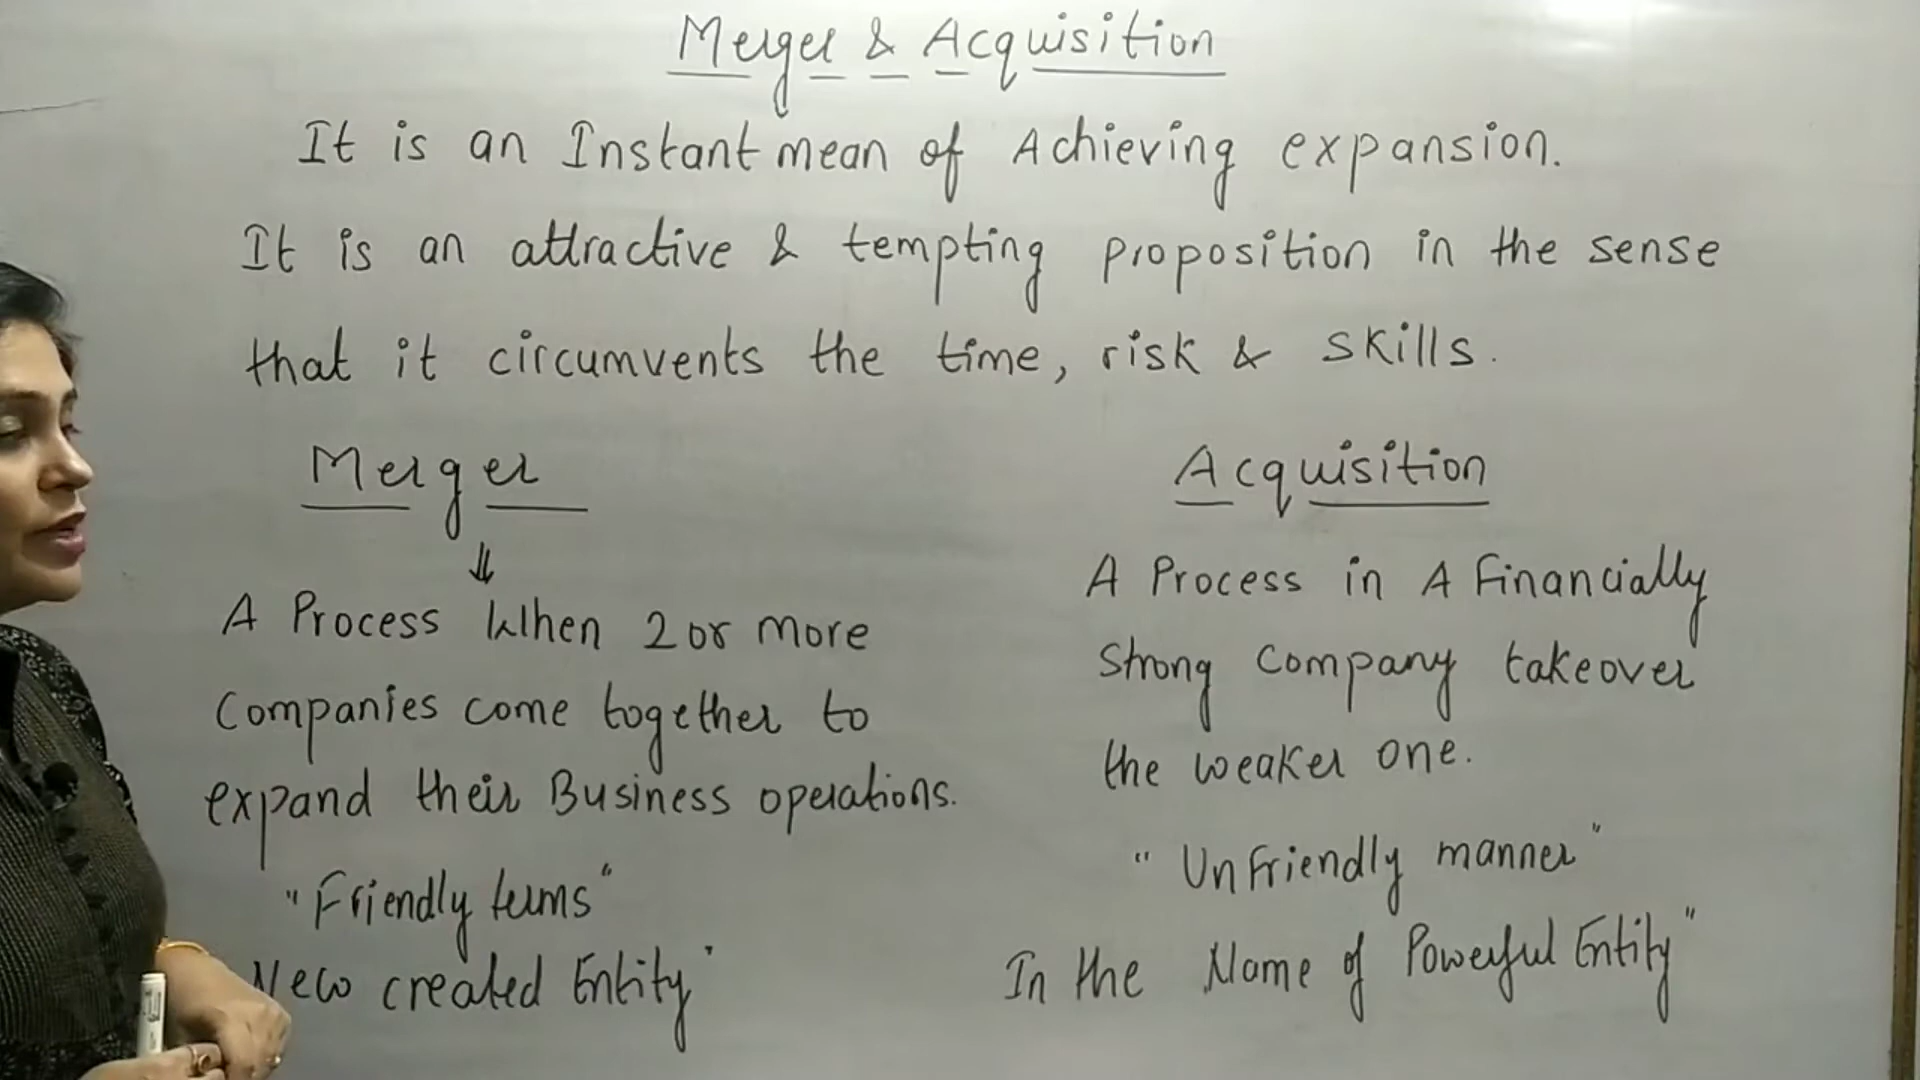 Merger & Acquisition
It is an Instant mean of Achieving expansion.
It is an attractive & tempting proposition in the sense
that it circumvents the time, risk & skills.
Merger
A Process When 2 or more
Companies come together to
expand their Business operations.
"Friendly terms"
New created Entity"
Acquisition
A Process in A Financially
Strong Company takeover
the weaker one.
"Unfriendly manner"
In the Name of Powerful Entity"